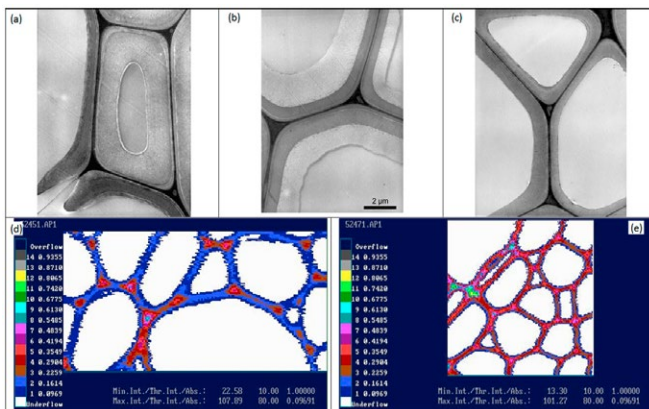 (a)
(b)
(c)
2 µm
(d)
S2451.AP1
Overflow
14 0.9355
13 0.8710
12 0.8065
11 0.7420
10 0.6775
9 0.6130
8 0.5485
7 0.4839
6 0.4194
5 0.3549
4 0.2904
3 0.2259
2 0.1614
1 0.0969
Underflow
Min.Int./Thr.Int./Abs.: 22.58 10.00 1.00000
Max.Int./Thr.Int./Abs.: 107.89 80.00 0.09691
S2471.AP1
(e)
Overflow
14 0.9355
13 0.8710
12 0.8065
11 0.7420
10 0.6775
9 0.6130
8 0.5485
7 0.4839
6 0.4194
5 0.3549
4 0.2904
3 0.2259
2 0.1614
1 0.0969
Underflow
Min.Int./Thr.Int./Abs.: 13.30 10.00 1.00000
Max.Int./Thr.Int./Abs.: 101.27 80.00 0.09691